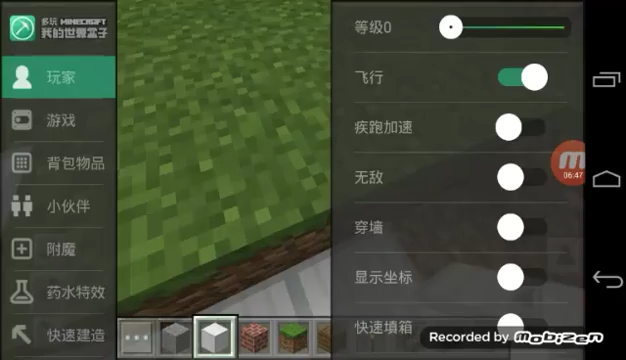 多玩 MINECRAFT
我的世界盒子
玩家
游戏
背包物品
小伙伴
附魔
药水特效
快速建造
等级0
飞行
疾跑加速
无敌
穿墙
显示坐标
快速填箱
06:47
Recorded by mobizen